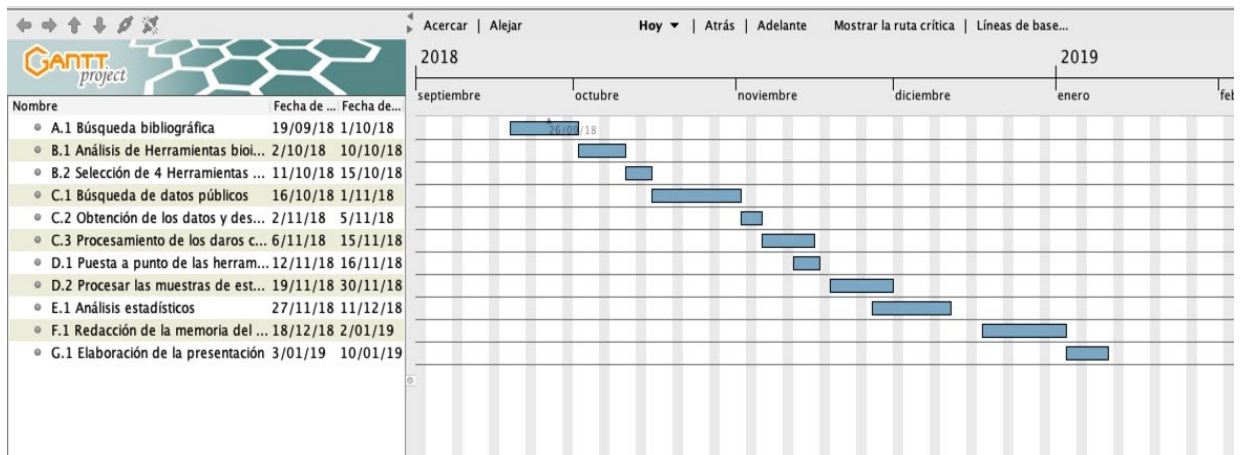 Acercar | Alejar Hoy ▼ | Atrás | Adelante Mostrar la ruta crítica | Líneas de base...
GANTT project
2018 2019
septiembre octubre noviembre diciembre enero feb
Nombre Fecha de ... Fecha de...
A.1 Búsqueda bibliográfica 19/09/18 1/10/18
26/09/18
B.1 Análisis de Herramientas bioi... 2/10/18 10/10/18
B.2 Selección de 4 Herramientas ... 11/10/18 15/10/18
C.1 Búsqueda de datos públicos 16/10/18 1/11/18
C.2 Obtención de los datos y des... 2/11/18 5/11/18
C.3 Procesamiento de los daros c... 6/11/18 15/11/18
D.1 Puesta a punto de las herram... 12/11/18 16/11/18
D.2 Procesar las muestras de est... 19/11/18 30/11/18
E.1 Análisis estadísticos 27/11/18 11/12/18
F.1 Redacción de la memoria del ... 18/12/18 2/01/19
G.1 Elaboración de la presentación 3/01/19 10/01/19